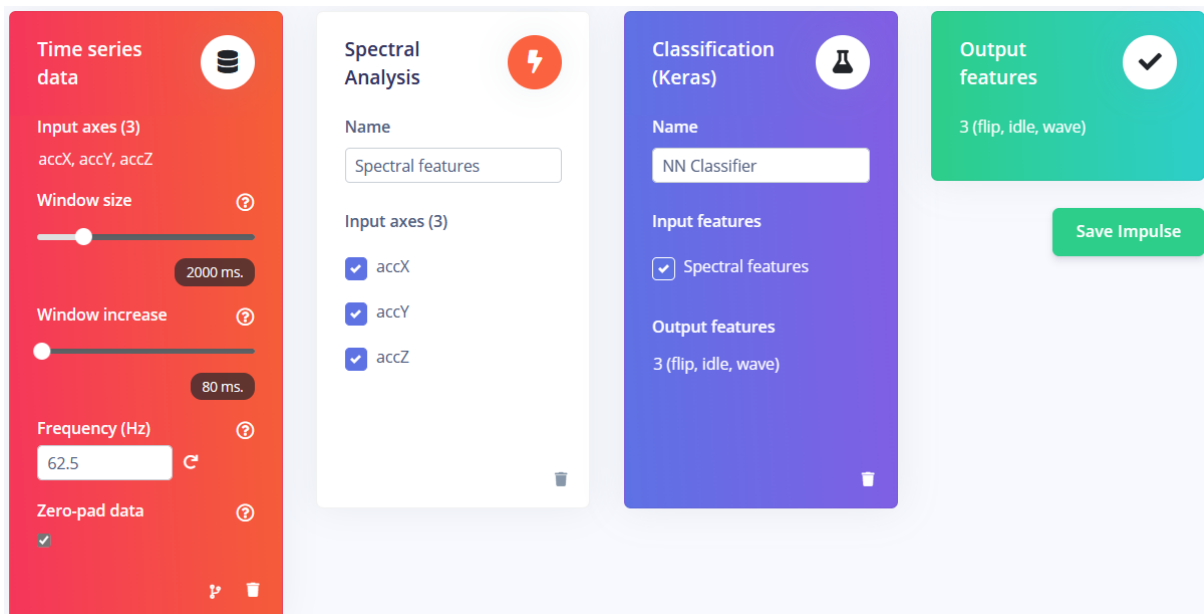 Time series
data
Input axes (3)
accX, accY, accZ
Window size
2000 ms.
Window increase
80 ms.
Frequency (Hz)
62.5
Zero-pad data
Spectral
Analysis
Name
Spectral features
Input axes (3)
accX
accY
accZ
Classification
(Keras)
Name
NN Classifier
Input features
Spectral features
Output features
3 (flip, idle, wave)
Output
features
3 (flip, idle, wave)
Save Impulse